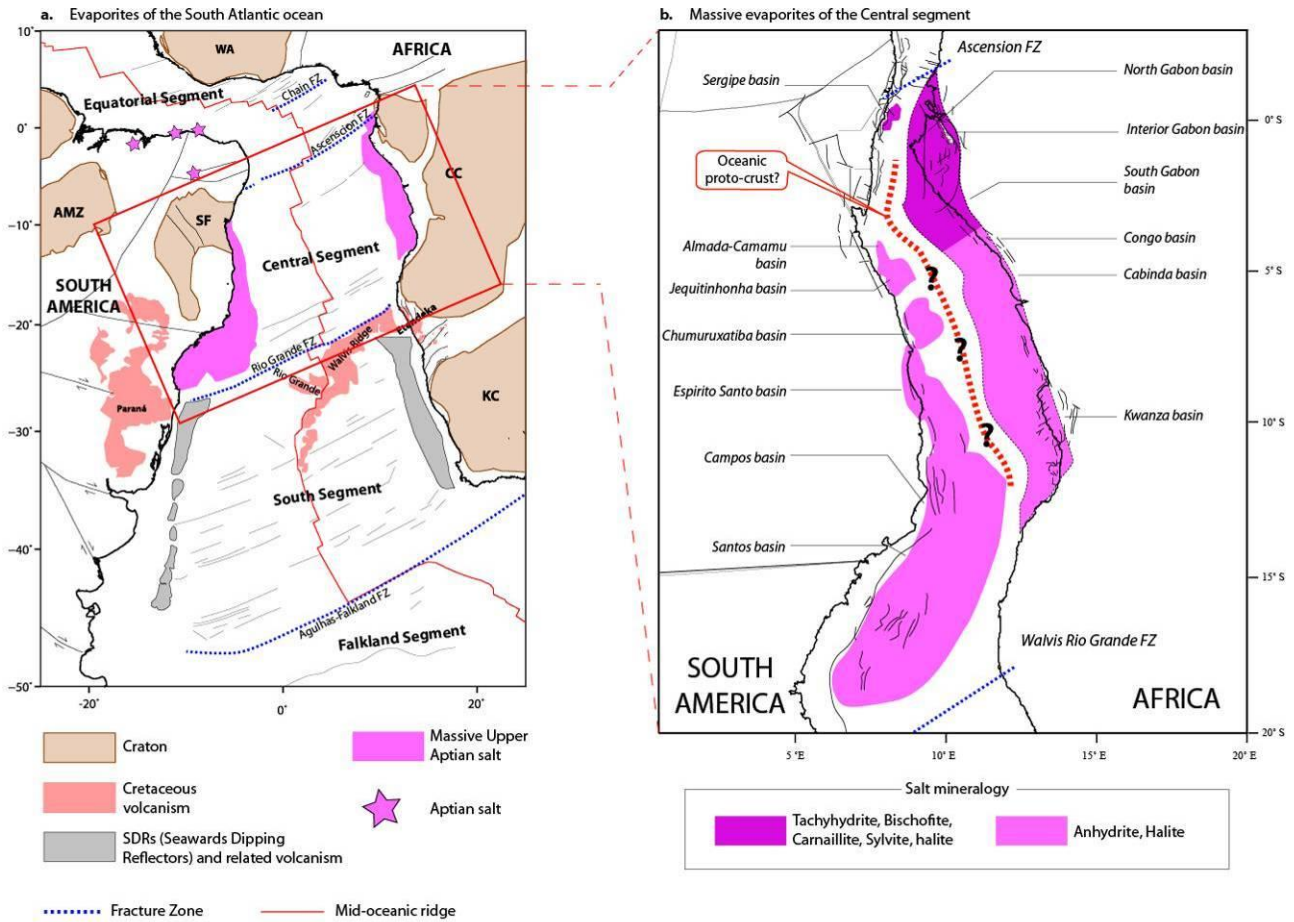 a. Evaporites of the South Atlantic ocean
10°
0°
−10
−20
−30
−40
−50
-20
0°
20
WA
AFRICA
Equatorial Segment
Chain FZ
Ascenscion FZ
CC
AMZ
SF
Central Segment
SOUTH
AMERICA
Rio Grande FZ
Walvis Ridge
Etendeka
Rio Grande
Paraná
KC
South Segment
Agulhas-Falkland FZ
Falkland Segment
Craton
Cretaceous
volcanism
SDRs (Seawards Dipping
Reflectors) and related volcanism
Massive Upper
Aptian salt
Aptian salt
Fracture Zone
Mid-oceanic ridge
b. Massive evaporites of the Central segment
Ascension FZ
Sergipe basin
North Gabon basin
Interior Gabon basin
Oceanic
proto-crust?
South Gabon
basin
Almada-Camamu
basin
Congo basin
Cabinda basin
Jequitinhonha basin
?
Chumuruxatiba basin
?
Espirito Santo basin
Kwanza basin
?
Campos basin
Santos basin
Walvis Rio Grande FZ
SOUTH
AMERICA
AFRICA
0°S
5°S
10° S
15° S
20° S
5 °E
10 °E
15 °E
20 °E
Salt mineralogy
Tachyhydrite, Bischofite,
Carnaillite, Sylvite, halite
Anhydrite, Halite